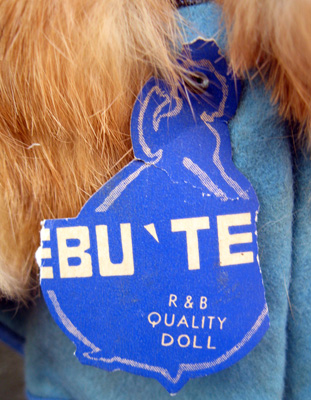 EBU`TE
R & B
QUALITY
DOLL